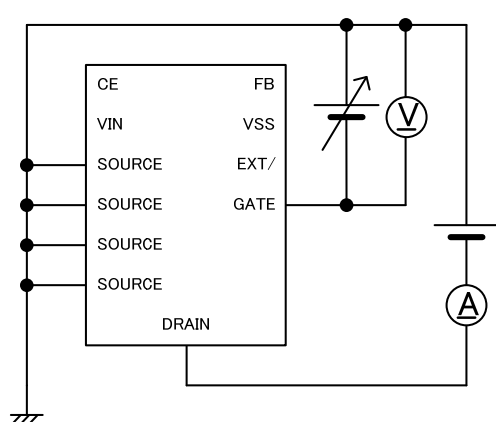 CE FB
VIN VSS
SOURCE EXT/
SOURCE GATE
SOURCE
SOURCE
DRAIN
V
A